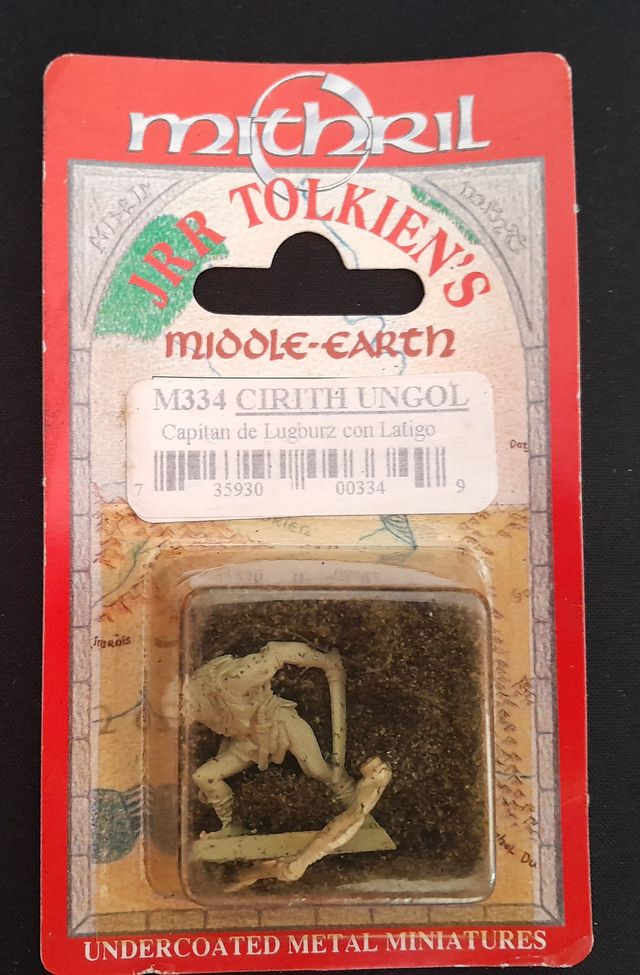 mithril
JRR TOLKIEN'S
MIDDLE-EARTH
M334 CIRITH UNGOL
Capitan de Lugburz con Latigo
7 35930 00334 9
Imrois
UNDERCOATED METAL MINIATURES